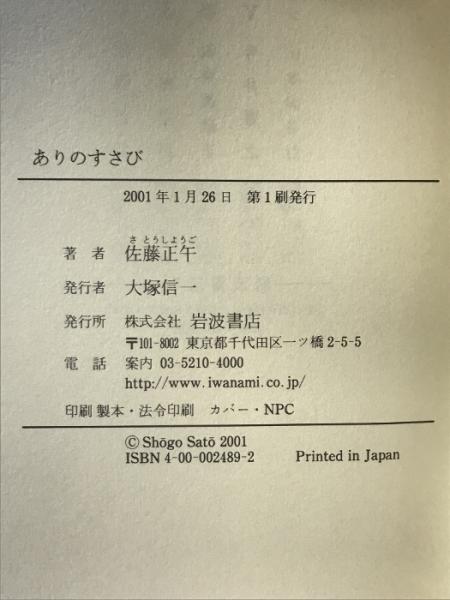 ありのすさび
2001年1月26日　第1刷発行
さとうしょうご
著者　佐藤正午
発行者　大塚信一
発行所　株式会社 岩波書店
〒101-8002 東京都千代田区一ツ橋2-5-5
電話　案内 03-5210-4000
http://www.iwanami.co.jp/
印刷 製本・法令印刷　カバー・NPC
© Shōgo Satō 2001
ISBN 4-00-002489-2　Printed in Japan